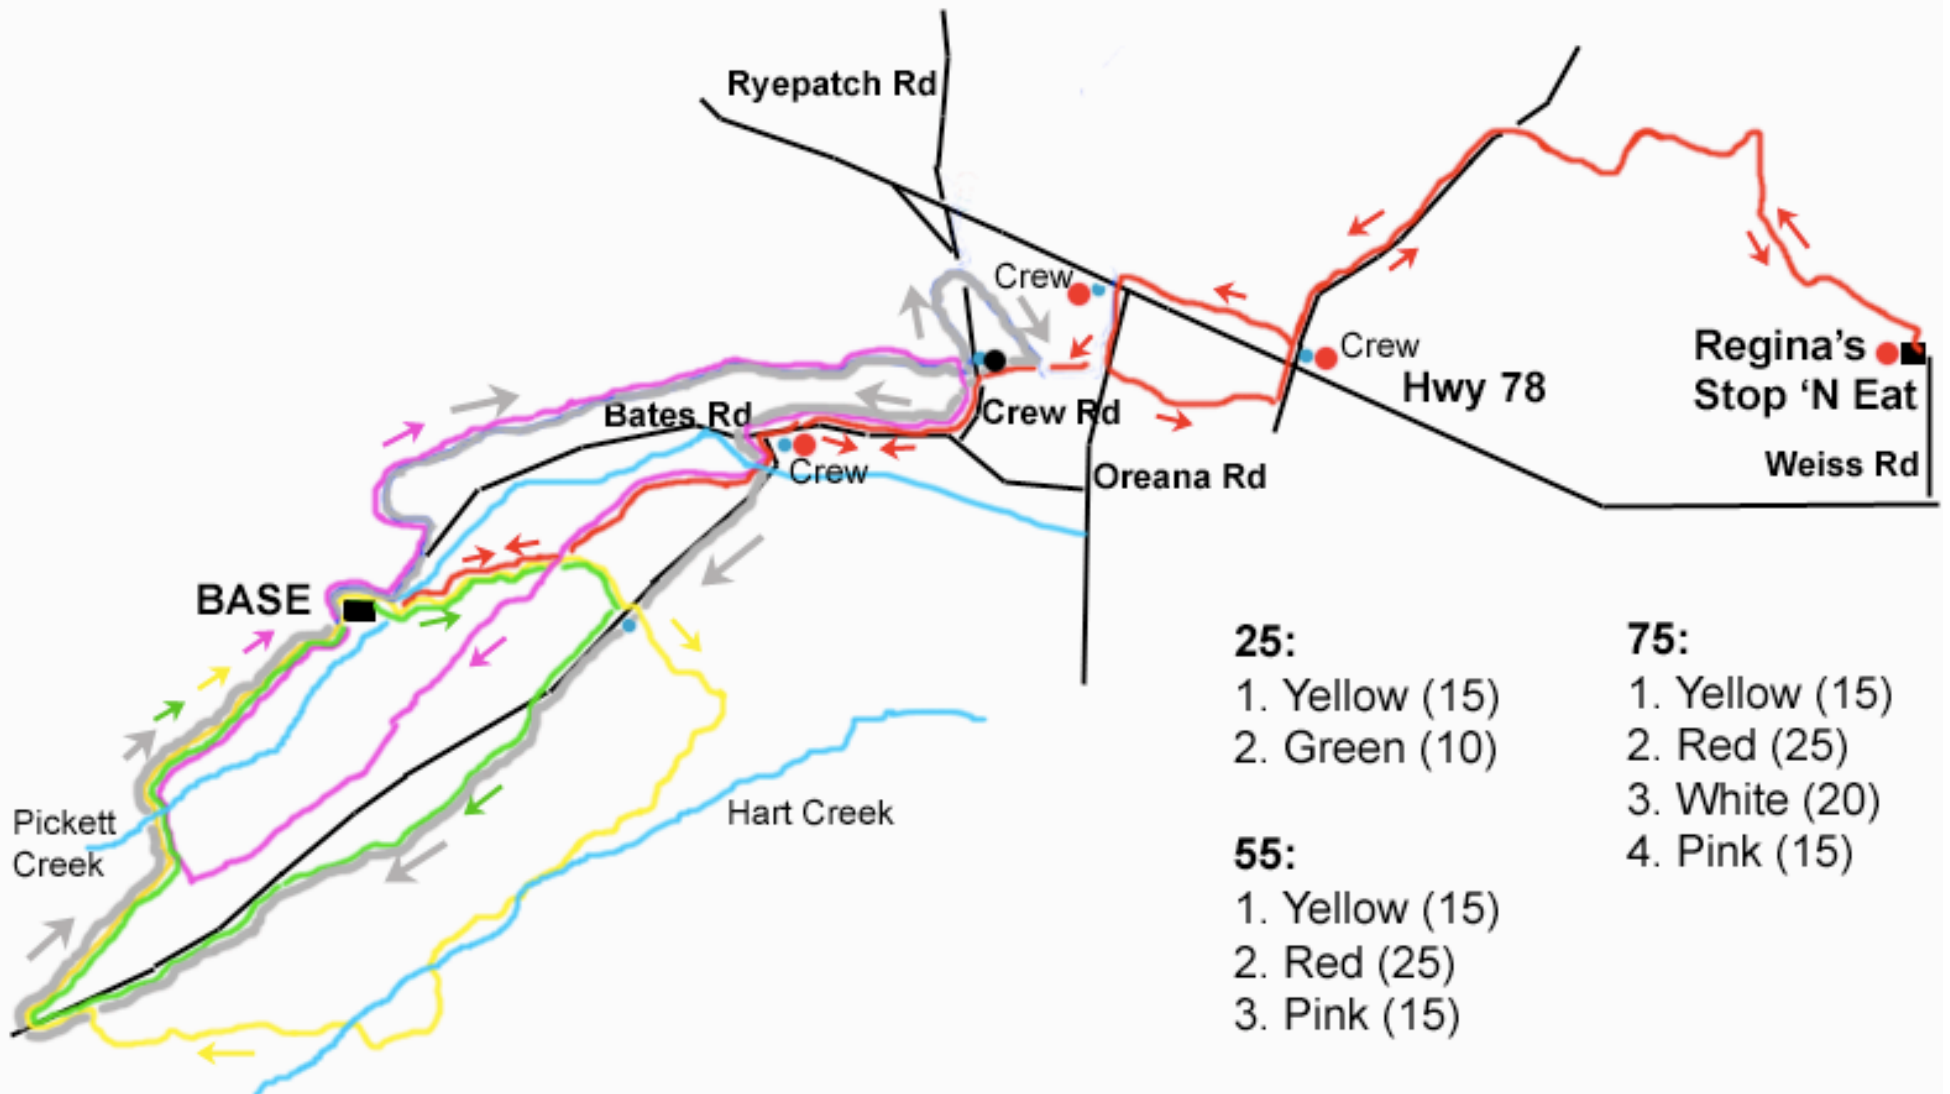 Ryepatch Rd
Crew
Crew
Regina's
Stop 'N Eat
Hwy 78
Bates Rd
Crew Rd
Crew
Oreana Rd
Weiss Rd
BASE
Pickett
Creek
Hart Creek
25:
1. Yellow (15)
2. Green (10)
55:
1. Yellow (15)
2. Red (25)
3. Pink (15)
75:
1. Yellow (15)
2. Red (25)
3. White (20)
4. Pink (15)